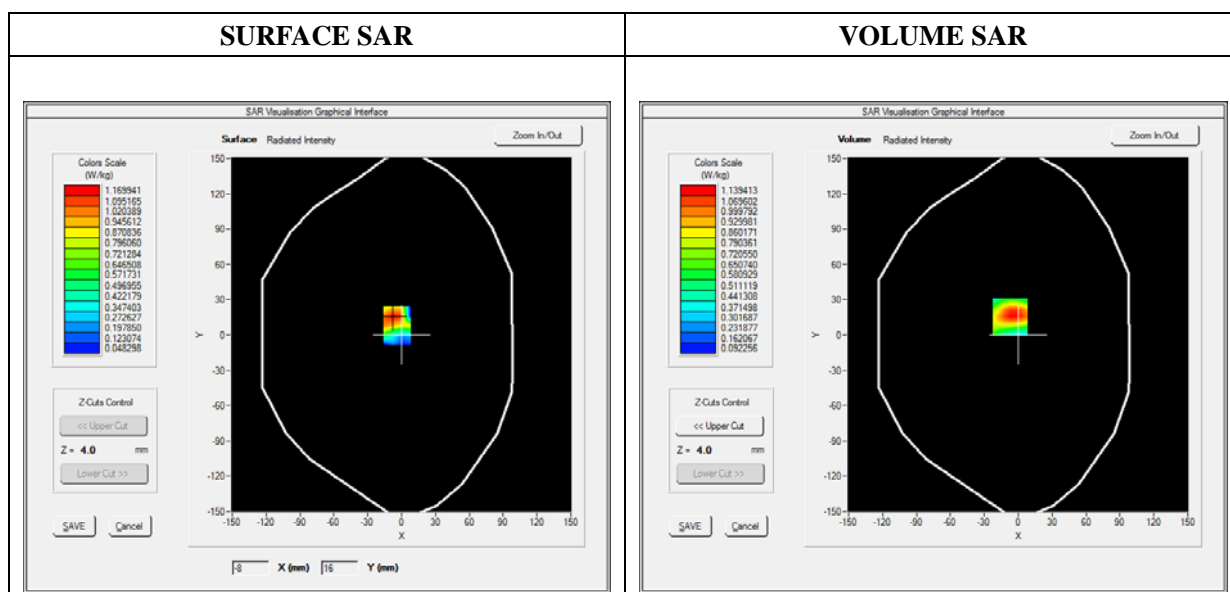 SURFACE SAR
VOLUME SAR
SAR Visualisation Graphical Interface
Surface Radiated Intensity
Zoom In/Out
Colors Scale
(W/kg)
1.169941
1.095165
1.020389
0.945612
0.870836
0.796060
0.721284
0.646508
0.571731
0.496955
0.422179
0.347403
0.272627
0.197850
0.123074
0.048298
Z-Cuts Control
<< Upper Cut
Z = 4.0 mm
Lower Cut >>
SAVE Cancel
150
120
90
60
30
0
-30
-60
-90
-120
-150
Y
-150 -120 -90 -60 -30 0 30 60 90 120 150
X
-8 X (mm) 16 Y (mm)
SAR Visualisation Graphical Interface
Volume Radiated Intensity
Zoom In/Out
Colors Scale
(W/kg)
1.139413
1.069602
0.999792
0.929981
0.860171
0.790361
0.720550
0.650740
0.580929
0.511119
0.441308
0.371498
0.301687
0.231877
0.162067
0.092256
Z-Cuts Control
<< Upper Cut
Z = 4.0 mm
Lower Cut >>
SAVE Cancel
150
120
90
60
30
0
-30
-60
-90
-120
-150
Y
-150 -120 -90 -60 -30 0 30 60 90 120 150
X